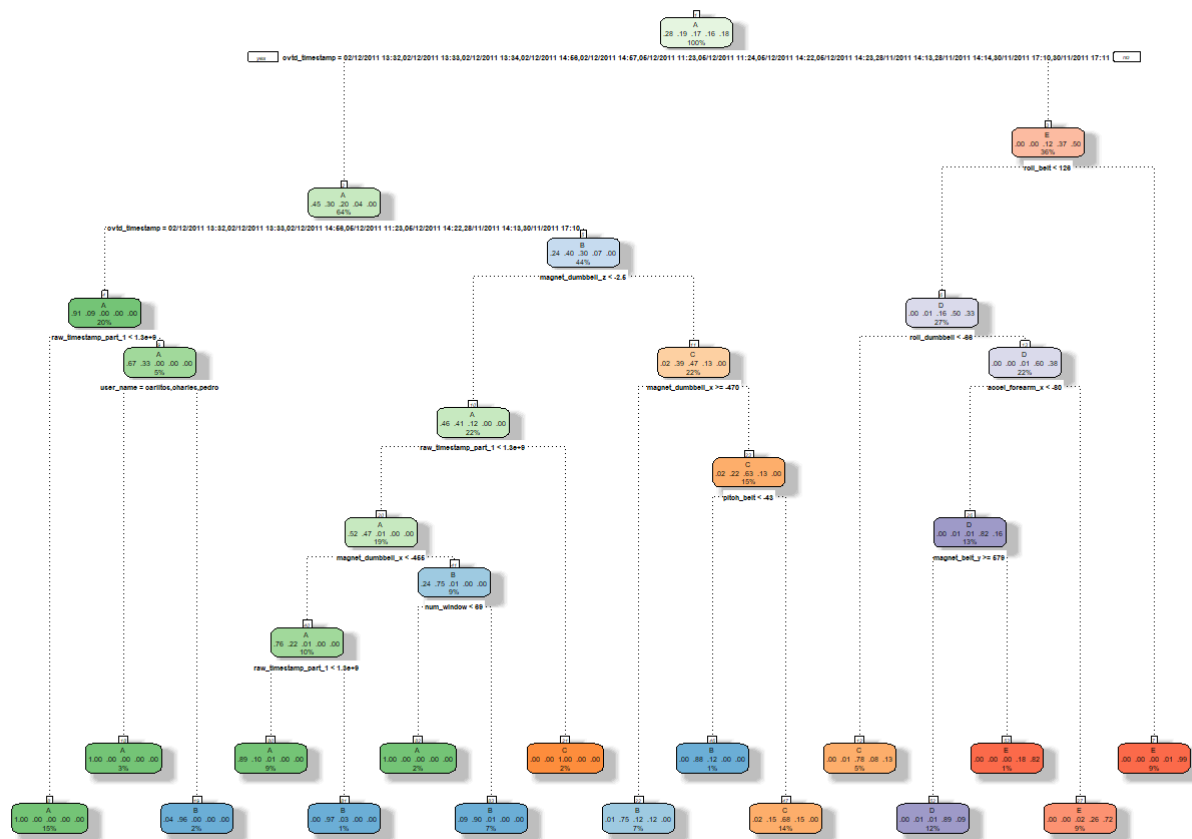 A
.28 .19 .17 .16 .18
100%
yes
cvtd_timestamp = 02/12/2011 13:32,02/12/2011 13:33,02/12/2011 13:34,02/12/2011 14:56,02/12/2011 14:57,05/12/2011 11:23,05/12/2011 11:24,05/12/2011 14:22,05/12/2011 14:23,28/11/2011 14:13,28/11/2011 14:14,30/11/2011 17:10,30/11/2011 17:11
no
E
.00 .00 .12 .37 .50
36%
roll_belt < 126
A
.45 .30 .20 .04 .00
64%
cvtd_timestamp = 02/12/2011 13:32,02/12/2011 13:33,02/12/2011 14:56,05/12/2011 11:23,05/12/2011 14:22,28/11/2011 14:13,30/11/2011 17:10
B
.24 .40 .30 .07 .00
44%
magnet_dumbbell_z < -2.5
A
.91 .09 .00 .00 .00
20%
raw_timestamp_part_1 < 1.3e+9
D
.00 .01 .16 .50 .33
27%
roll_dumbbell < -66
A
.67 .33 .00 .00 .00
5%
user_name = carlitos,charles,pedro
C
.02 .39 .47 .13 .00
22%
magnet_dumbbell_x >= -470
D
.00 .00 .01 .60 .38
22%
accel_forearm_x < -80
A
.46 .41 .12 .00 .00
22%
raw_timestamp_part_1 < 1.3e+9
C
.02 .22 .63 .13 .00
15%
pitch_belt < -43
A
.52 .47 .01 .00 .00
19%
magnet_dumbbell_x < -455
D
.00 .01 .01 .82 .16
13%
magnet_belt_y >= 579
B
.24 .75 .01 .00 .00
9%
num_window < 69
A
.76 .22 .01 .00 .00
10%
raw_timestamp_part_1 < 1.3e+9
A
1.00 .00 .00 .00 .00
3%
A
.89 .10 .01 .00 .00
9%
A
1.00 .00 .00 .00 .00
2%
C
.00 .00 1.00 .00 .00
2%
B
.00 .88 .12 .00 .00
1%
C
.00 .01 .78 .08 .13
5%
E
.00 .00 .00 .18 .82
1%
E
.00 .00 .00 .01 .99
9%
A
1.00 .00 .00 .00 .00
15%
B
.04 .96 .00 .00 .00
2%
B
.00 .97 .03 .00 .00
1%
B
.09 .90 .01 .00 .00
7%
B
.01 .75 .12 .12 .00
7%
C
.02 .15 .68 .15 .00
14%
D
.00 .01 .01 .89 .09
12%
E
.00 .00 .02 .26 .72
9%